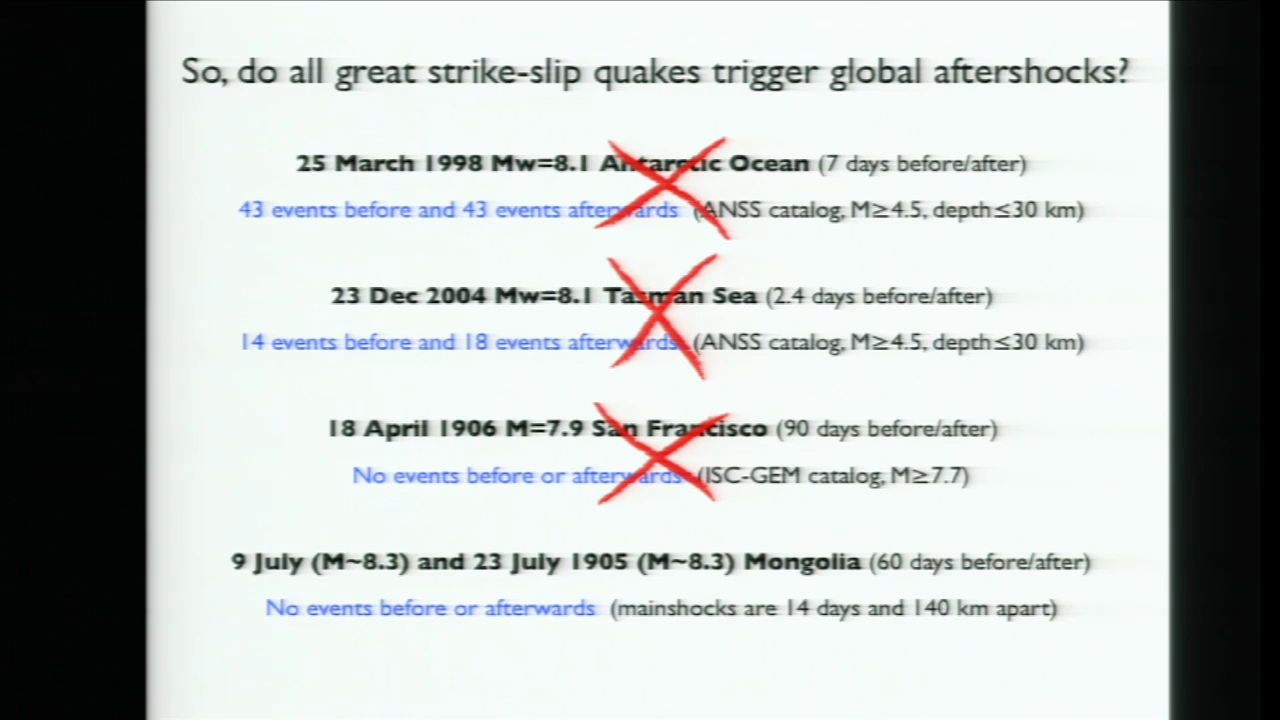 So, do all great strike-slip quakes trigger global aftershocks?
25 March 1998 Mw=8.1 Antarctic Ocean (7 days before/after)
43 events before and 43 events afterwards (ANSS catalog, M≥4.5, depth≤30 km)
23 Dec 2004 Mw=8.1 Tasman Sea (2.4 days before/after)
14 events before and 18 events afterwards (ANSS catalog, M≥4.5, depth≤30 km)
18 April 1906 M=7.9 San Francisco (90 days before/after)
No events before or afterwards (ISC-GEM catalog, M≥7.7)
9 July (M~8.3) and 23 July 1905 (M~8.3) Mongolia (60 days before/after)
No events before or afterwards (mainshocks are 14 days and 140 km apart)